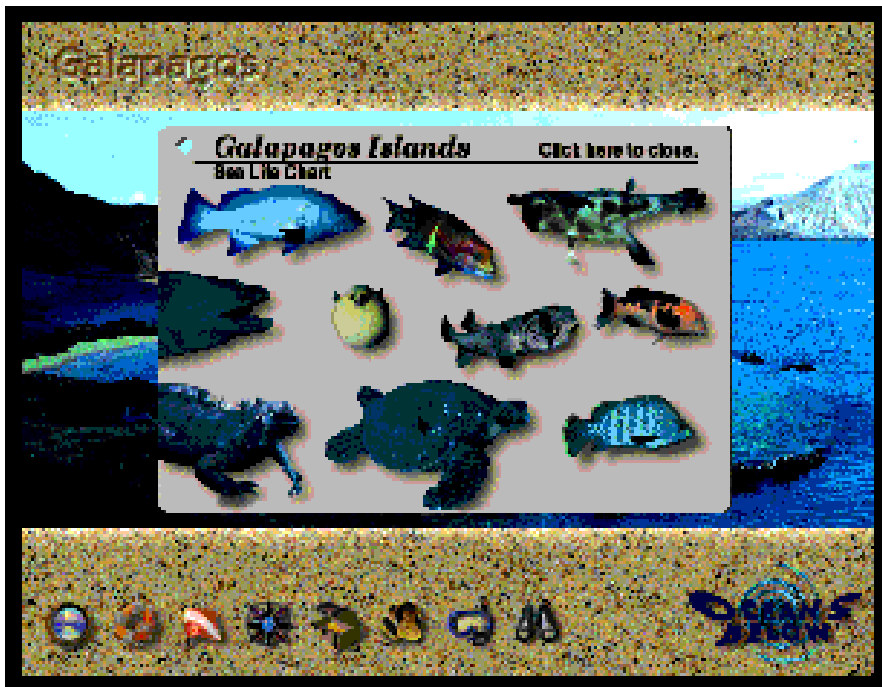 Galapagos
Galapagos Islands
Click here to close.
Sea Life Chart
OCEANS
BELOW